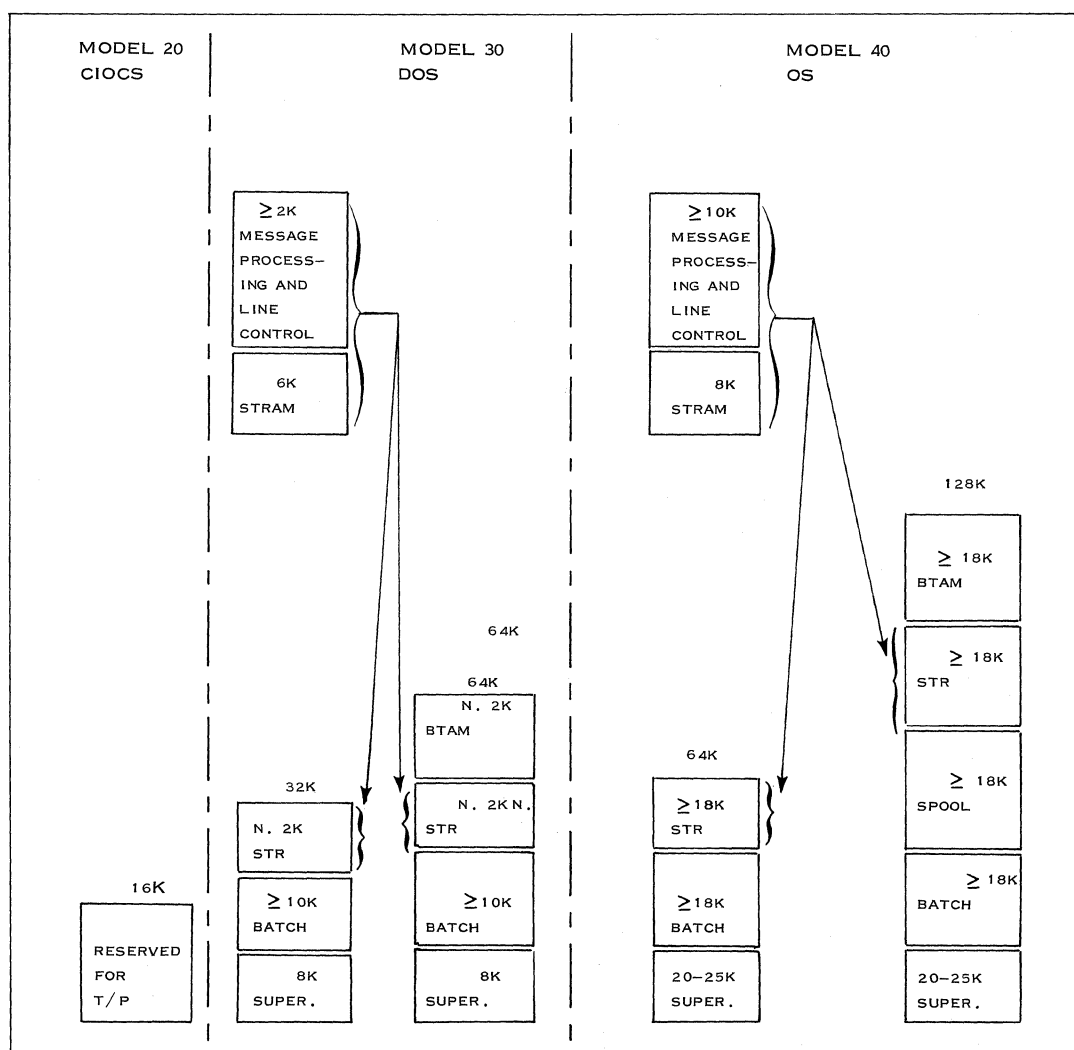 MODEL 20
CIOCS
MODEL 30
DOS
MODEL 40
OS
≥2K
MESSAGE
PROCESS-
ING AND
LINE
CONTROL
6K
STRAM
≥10K
MESSAGE
PROCESS-
ING AND
LINE
CONTROL
8K
STRAM
16K
RESERVED
FOR
T/P
32K
N. 2K
STR
≥10K
BATCH
8K
SUPER.
64K
64K
N. 2K
BTAM
N. 2K N.
STR
≥10K
BATCH
8K
SUPER.
64K
≥18K
STR
≥18K
BATCH
20-25K
SUPER.
128K
≥ 18K
BTAM
≥ 18K
STR
≥ 18K
SPOOL
≥ 18K
BATCH
20-25K
SUPER.